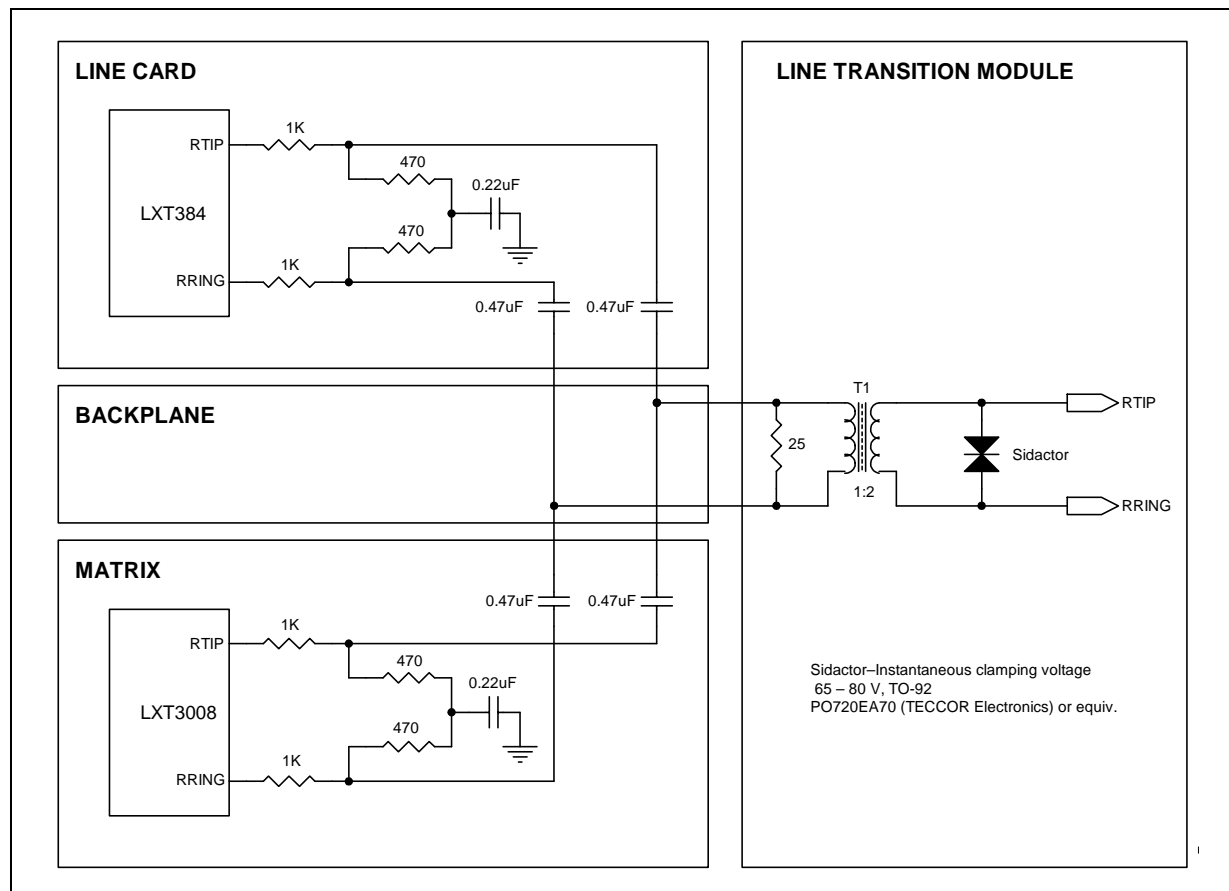 LINE CARD
LINE TRANSITION MODULE
1K
RTIP
470
0.22uF
LXT384
470
RRING
1K
0.47uF
0.47uF
BACKPLANE
T1
RTIP
25
Sidactor
1:2
RRING
MATRIX
0.47uF
0.47uF
1K
RTIP
470
0.22uF
LXT3008
470
RRING
1K
Sidactor–Instantaneous clamping voltage
65 – 80 V, TO-92
PO720EA70 (TECCOR Electronics) or equiv.